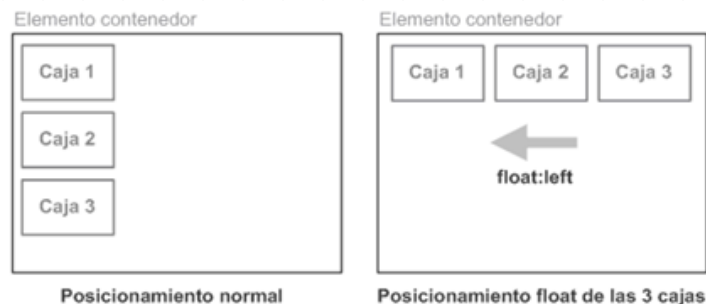 Elemento contenedor
Caja 1
Caja 2
Caja 3
Posicionamiento normal
Elemento contenedor
Caja 1 Caja 2 Caja 3
float:left
Posicionamiento float de las 3 cajas